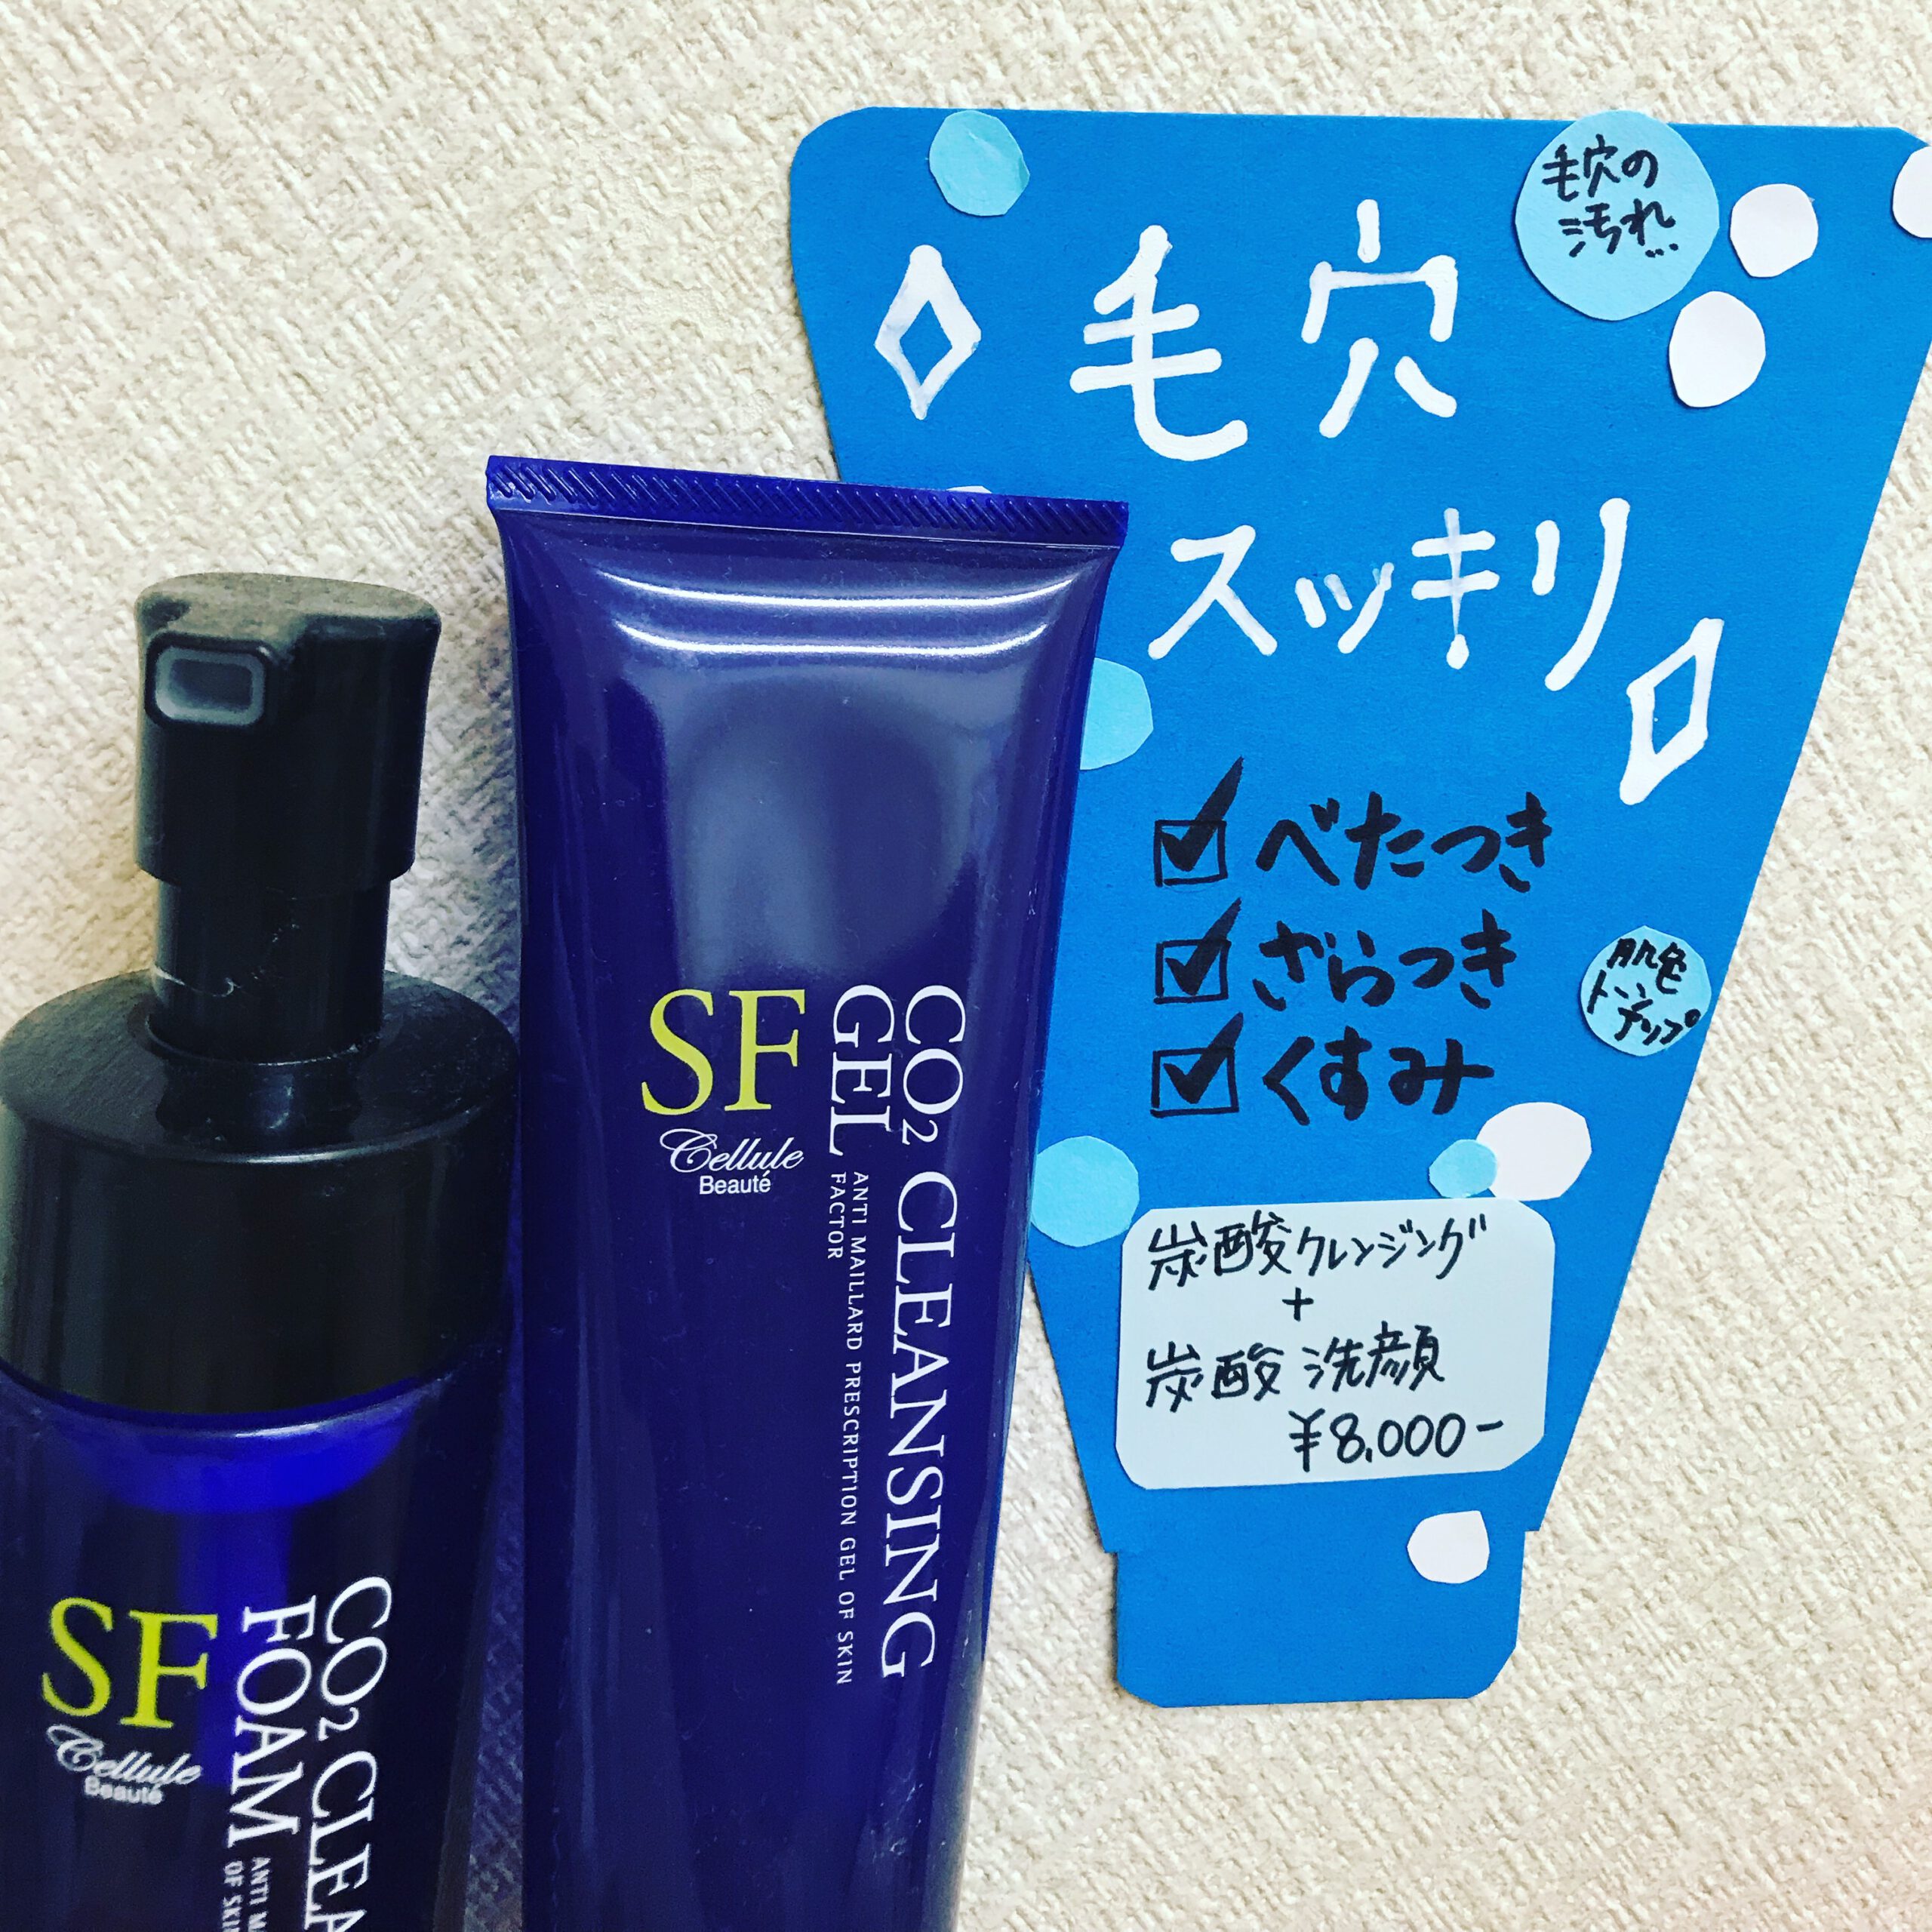 毛穴の
汚れ
毛穴
スッキリ
べたつき
ざらつき
くすみ
肌色
トーン
アップ
炭酸クレンジング
+
炭酸洗顔
¥8,000-
SF
Cellule
Beauté
CO₂ CLEANSING
GEL
ANTI MAILLARD PRESCRIPTION GEL OF SKIN
FACTOR
SF
Cellule
Beauté
CO₂ CLEA
FOAM
ANTI MA
OF SKIN